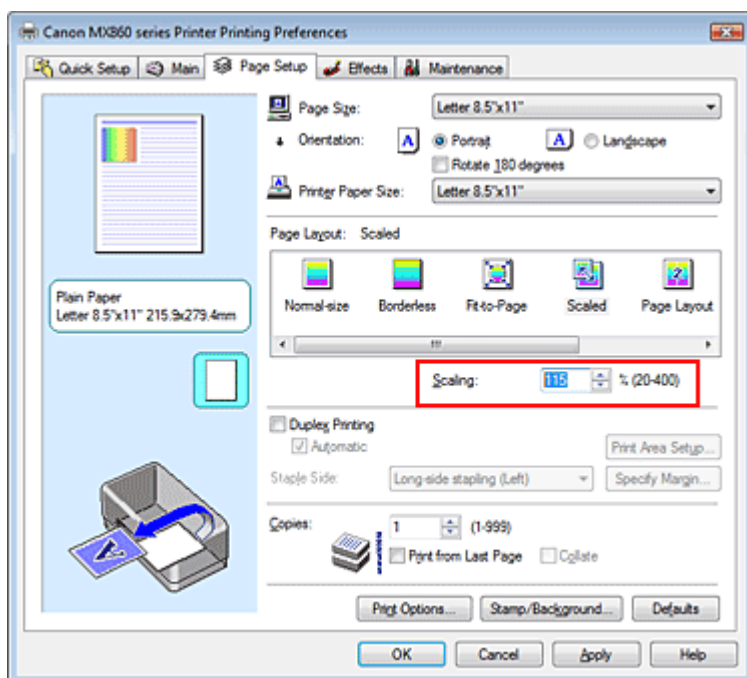 Canon MX860 series Printer Printing Preferences
Quick Setup Main Page Setup Effects Maintenance
Page Size: Letter 8.5"x11"
Orientation: A Portrait A Landscape
Rotate 180 degrees
Printer Paper Size: Letter 8.5"x11"
Page Layout: Scaled
Normal-size Borderless Fit-to-Page Scaled Page Layout
Plain Paper
Letter 8.5"x11" 215.9x279.4mm
Scaling: 115 % (20-400)
Duplex Printing
Automatic Print Area Setup...
Staple Side: Long-side stapling (Left) Specify Margin...
Copies: 1 (1-999)
Print from Last Page Collate
Print Options... Stamp/Background... Defaults
OK Cancel Apply Help